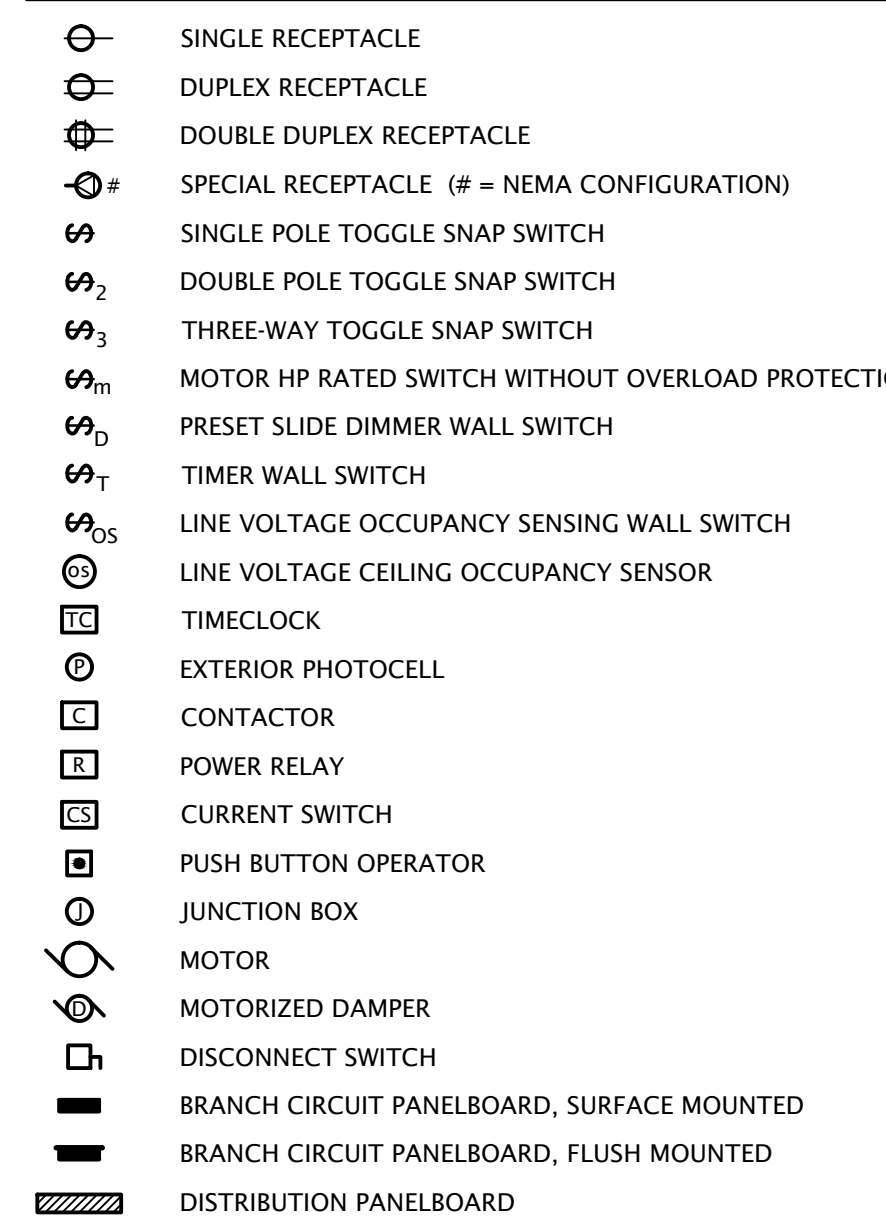 SINGLE RECEPTACLE
DUPLEX RECEPTACLE
DOUBLE DUPLEX RECEPTACLE
# SPECIAL RECEPTACLE (# = NEMA CONFIGURATION)
$ SINGLE POLE TOGGLE SNAP SWITCH
$2 DOUBLE POLE TOGGLE SNAP SWITCH
$3 THREE-WAY TOGGLE SNAP SWITCH
$m MOTOR HP RATED SWITCH WITHOUT OVERLOAD
$D PRESET SLIDE DIMMER WALL SWITCH
$T TIMER WALL SWITCH
$OS LINE VOLTAGE OCCUPANCY SENSING WALL SWITCH
OS LINE VOLTAGE CEILING OCCUPANCY SENSOR
TC TIMECLOCK
P EXTERIOR PHOTOCELL
C CONTACTOR
R POWER RELAY
CS CURRENT SWITCH
PUSH BUTTON OPERATOR
J JUNCTION BOX
MOTOR
D MOTORIZED DAMPER
DISCONNECT SWITCH
BRANCH CIRCUIT PANELBOARD, SURFACE MOUNTED
BRANCH CIRCUIT PANELBOARD, FLUSH MOUNTED
DISTRIBUTION PANELBOARD